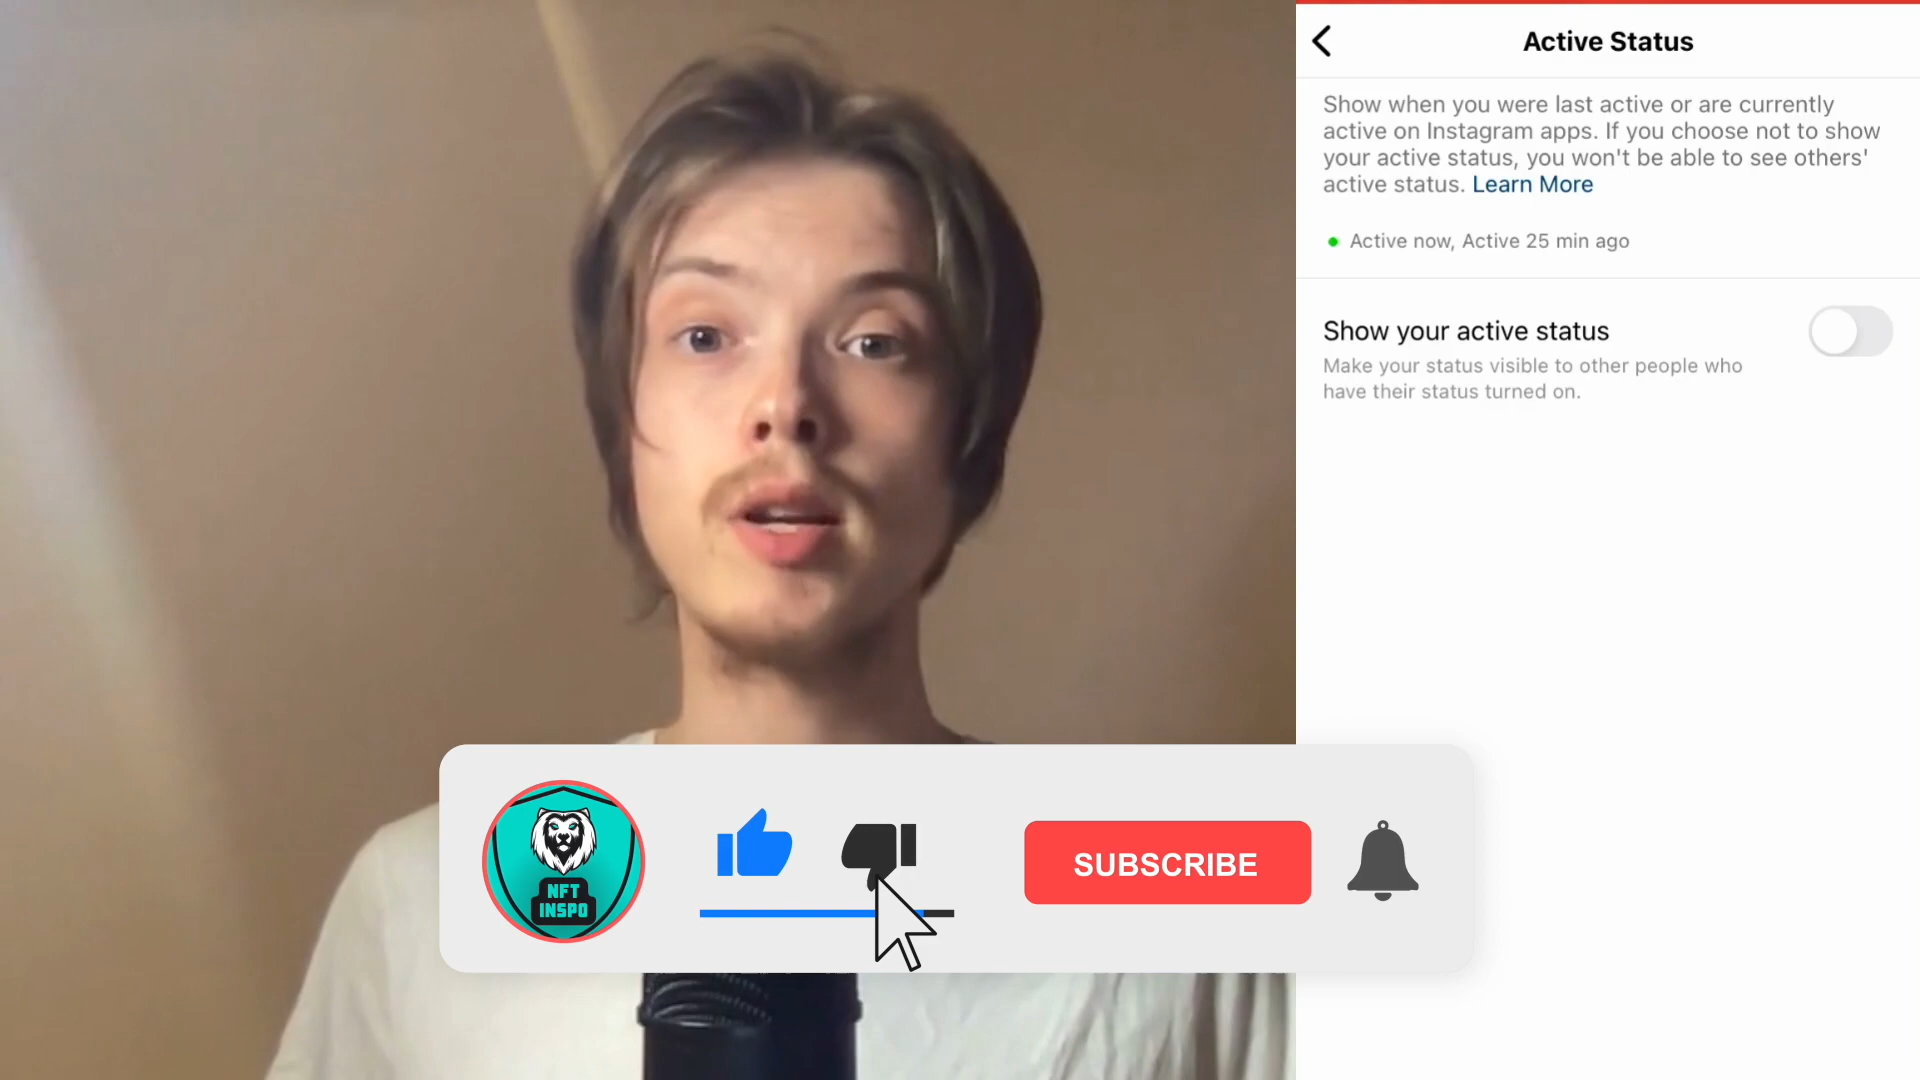 Active Status
Show when you were last active or are currently
active on Instagram apps. If you choose not to show
your active status, you won't be able to see others'
active status. Learn More
Active now, Active 25 min ago
Show your active status
Make your status visible to other people who
have their status turned on.
NFT
INSPO
SUBSCRIBE